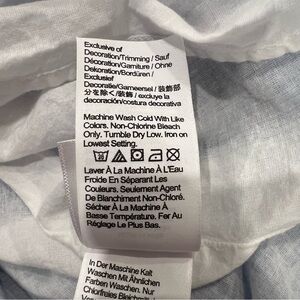 Exclusive of
Decoration/Trimming / Sauf
Décoration/Garniture / Ohne
Dekoration/Bordüren /
Exclusief
Decoratie/Garneersel / 装飾部
分を除く / excluye la
decoración/costura decorativa
Machine Wash Cold With Like
Colors. Non-Chlorine Bleach
Only. Tumble Dry Low. Iron on
Lowest Setting.
Laver À La Machine À L'Eau
Froide En Séparant Les
Couleurs. Seulement Agent
De Blanchiment Non-Chloré.
Sécher À La Machine À
Basse Température. Fer Au
Réglage Le Plus Bas.
In Der Maschine Kalt
Waschen Mit Ähnlichen
Farben Waschen. Nur
Chlorfreies Bleichmittel